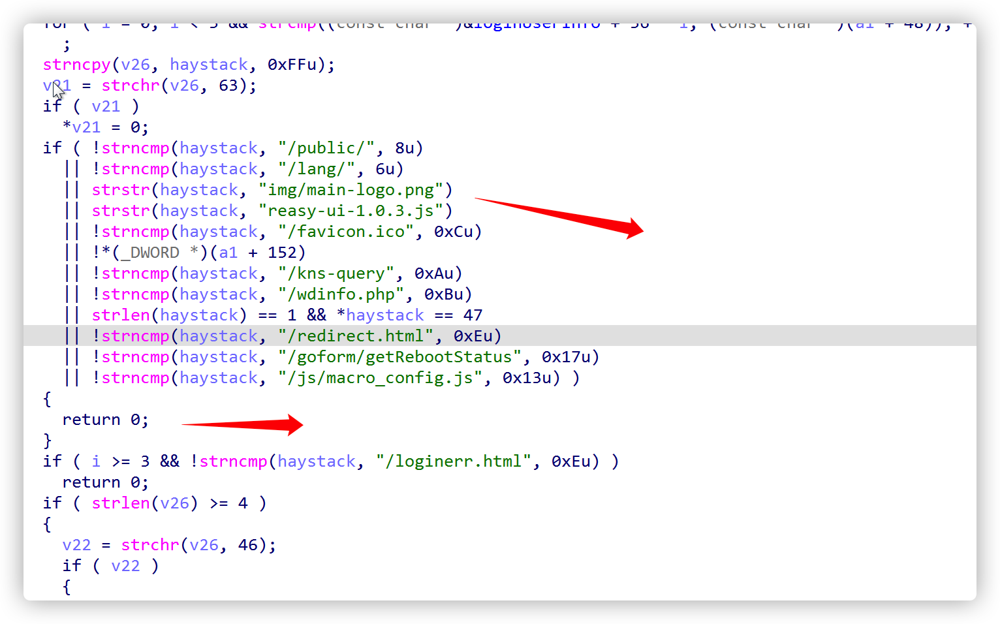 for ( i = 0; i < 3 && strcmp((const char *)&loginUserInfo + 36 * i, (const char *)(a1 + 48)); +
;
strncpy(v26, haystack, 0xFFu);
v21 = strchr(v26, 63);
if ( v21 )
*v21 = 0;
if ( !strncmp(haystack, "/public/", 8u)
|| !strncmp(haystack, "/lang/", 6u)
|| strstr(haystack, "img/main-logo.png")
|| strstr(haystack, "reasy-ui-1.0.3.js")
|| !strncmp(haystack, "/favicon.ico", 0xCu)
|| !*(_DWORD *)(a1 + 152)
|| !strncmp(haystack, "/kns-query", 0xAu)
|| !strncmp(haystack, "/wdinfo.php", 0xBu)
|| strlen(haystack) == 1 && *haystack == 47
|| !strncmp(haystack, "/redirect.html", 0xEu)
|| !strncmp(haystack, "/goform/getRebootStatus", 0x17u)
|| !strncmp(haystack, "/js/macro_config.js", 0x13u) )
{
return 0;
}
if ( i >= 3 && !strncmp(haystack, "/loginerr.html", 0xEu) )
return 0;
if ( strlen(v26) >= 4 )
{
v22 = strchr(v26, 46);
if ( v22 )
{